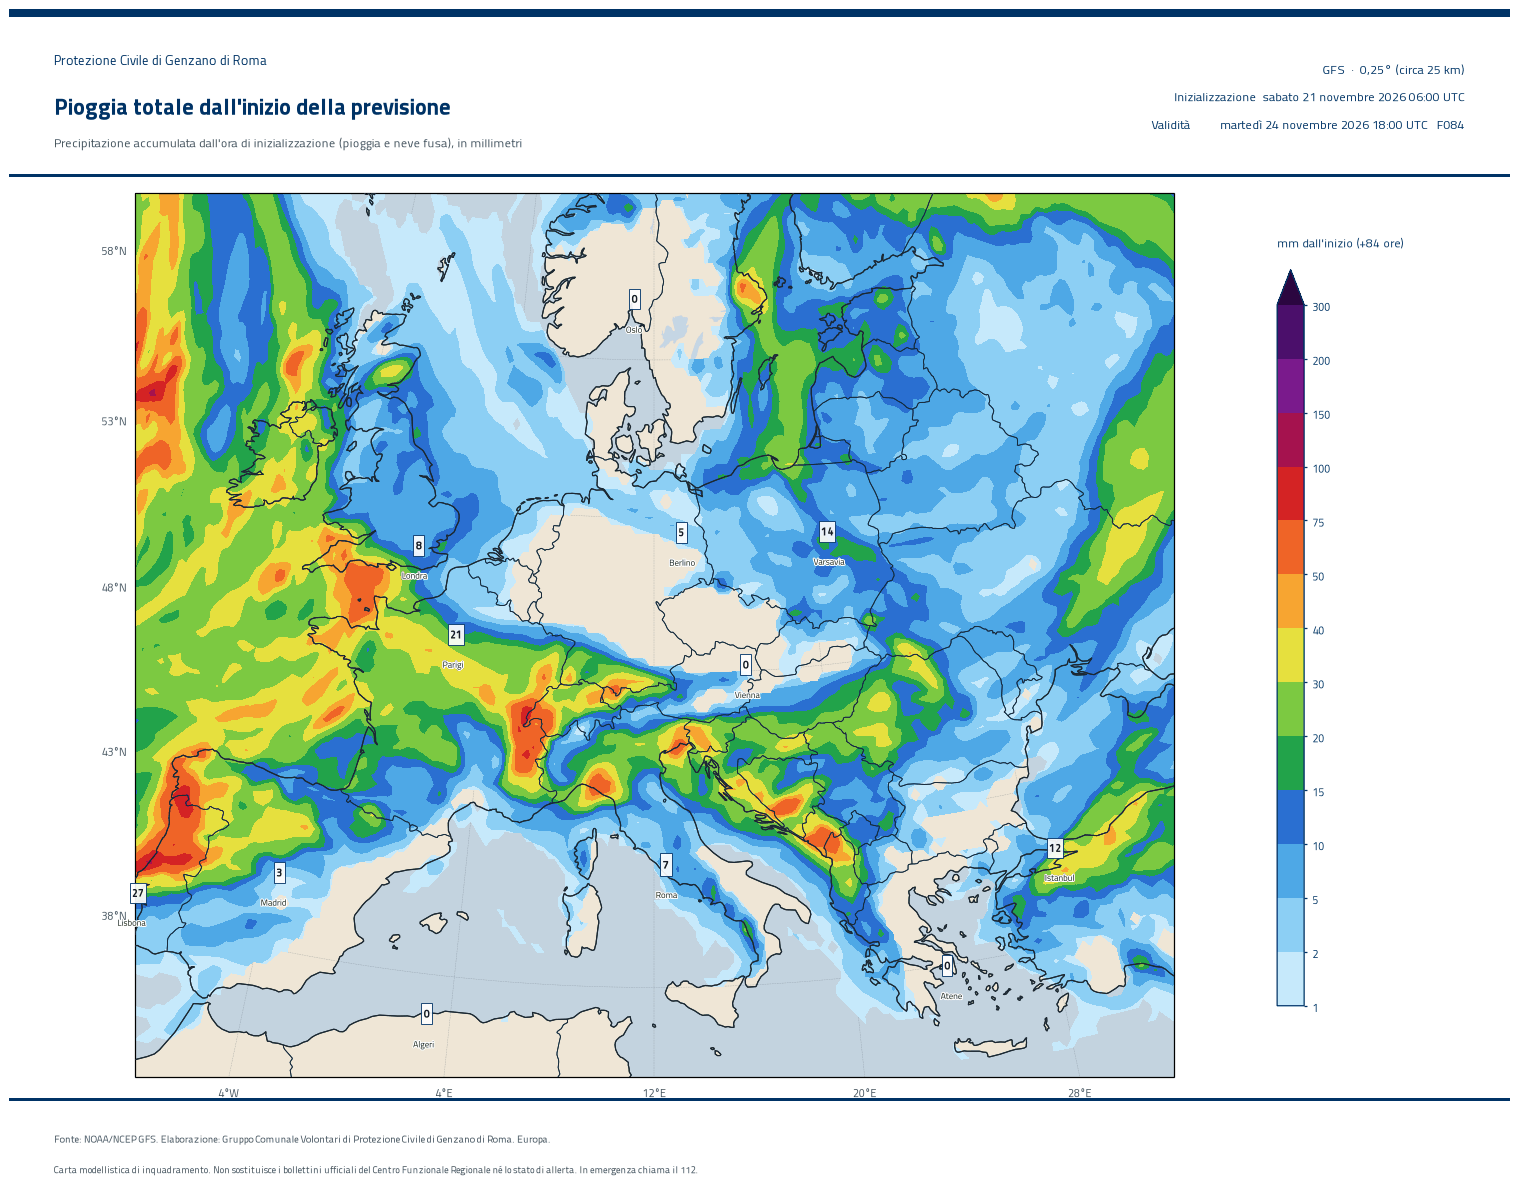 Protezione Civile di Genzano di Roma
Pioggia totale dall'inizio della previsione
Precipitazione accumulata dall'ora di inizializzazione (pioggia e neve fusa), in millimetri
GFS · 0,25° (circa 25 km)
Inizializzazione sabato 21 novembre 2026 06:00 UTC
Validità martedì 24 novembre 2026 18:00 UTC F084
mm dall'inizio (+84 ore)
300
200
150
100
75
50
40
30
20
15
10
5
2
1
58°N
53°N
48°N
43°N
38°N
4°W
4°E
12°E
20°E
28°E
0
Oslo
8
Londra
5
Berlino
14
Varsavia
21
Parigi
0
Vienna
3
Madrid
27
Lisbona
7
Roma
12
Istanbul
0
Atene
0
Algeri
Fonte: NOAA/NCEP GFS. Elaborazione: Gruppo Comunale Volontari di Protezione Civile di Genzano di Roma. Europa.
Carta modellistica di inquadramento. Non sostituisce i bollettini ufficiali del Centro Funzionale Regionale né lo stato di allerta. In emergenza chiama il 112.